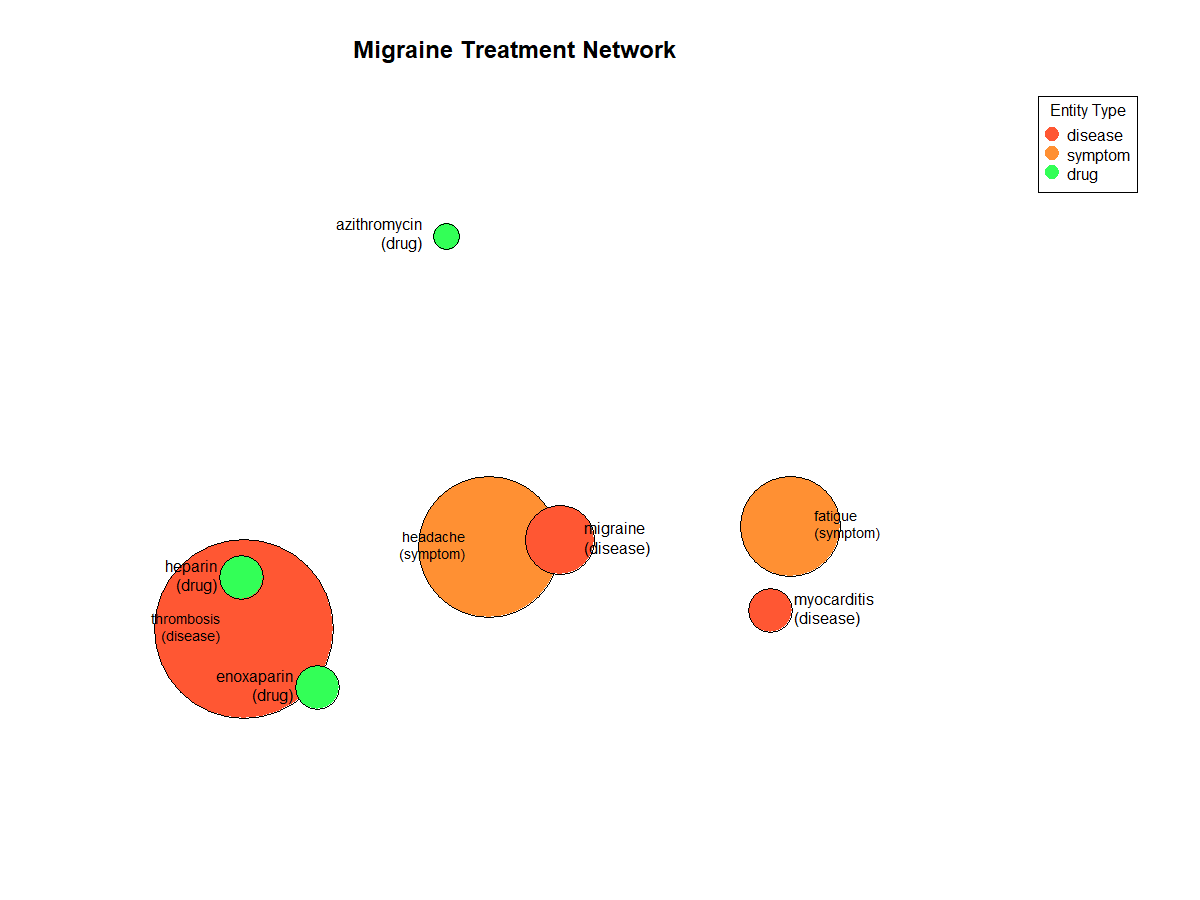 Migraine Treatment Network
Entity Type
disease
symptom
drug
azithromycin
(drug)
headache
(symptom)
migraine
(disease)
fatigue
(symptom)
myocarditis
(disease)
heparin
(drug)
thrombosis
(disease)
enoxaparin
(drug)